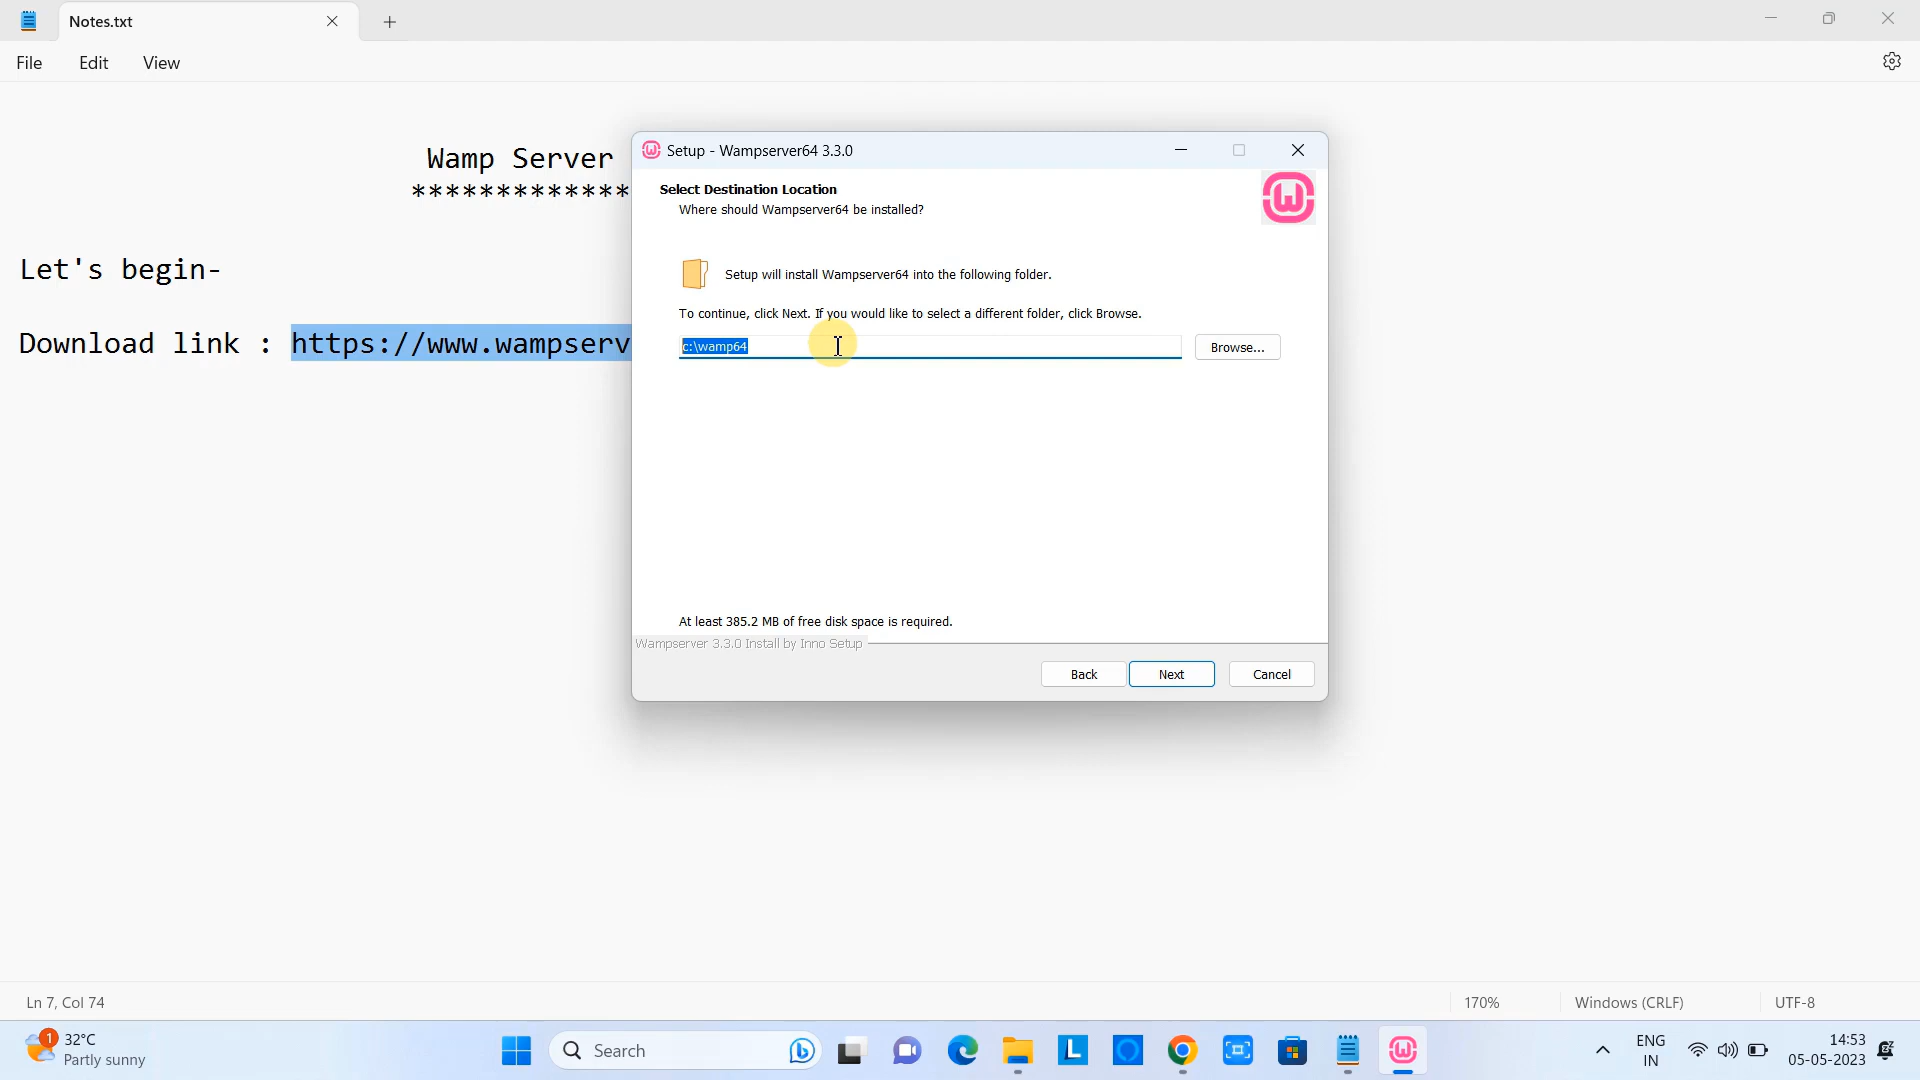 Notes.txt
File
Edit
View
Wamp Server
*************
Let's begin-
Download link : https://www.wampserv
Setup - Wampserver64 3.3.0
Select Destination Location
Where should Wampserver64 be installed?
Setup will install Wampserver64 into the following folder.
To continue, click Next. If you would like to select a different folder, click Browse.
c:\wamp64
Browse...
At least 385.2 MB of free disk space is required.
Wampserver 3.3.0 Install by Inno Setup
Back
Next
Cancel
Ln 7, Col 74
170%
Windows (CRLF)
UTF-8
1
32°C
Partly sunny
Search
L
ENG
IN
14:53
05-05-2023